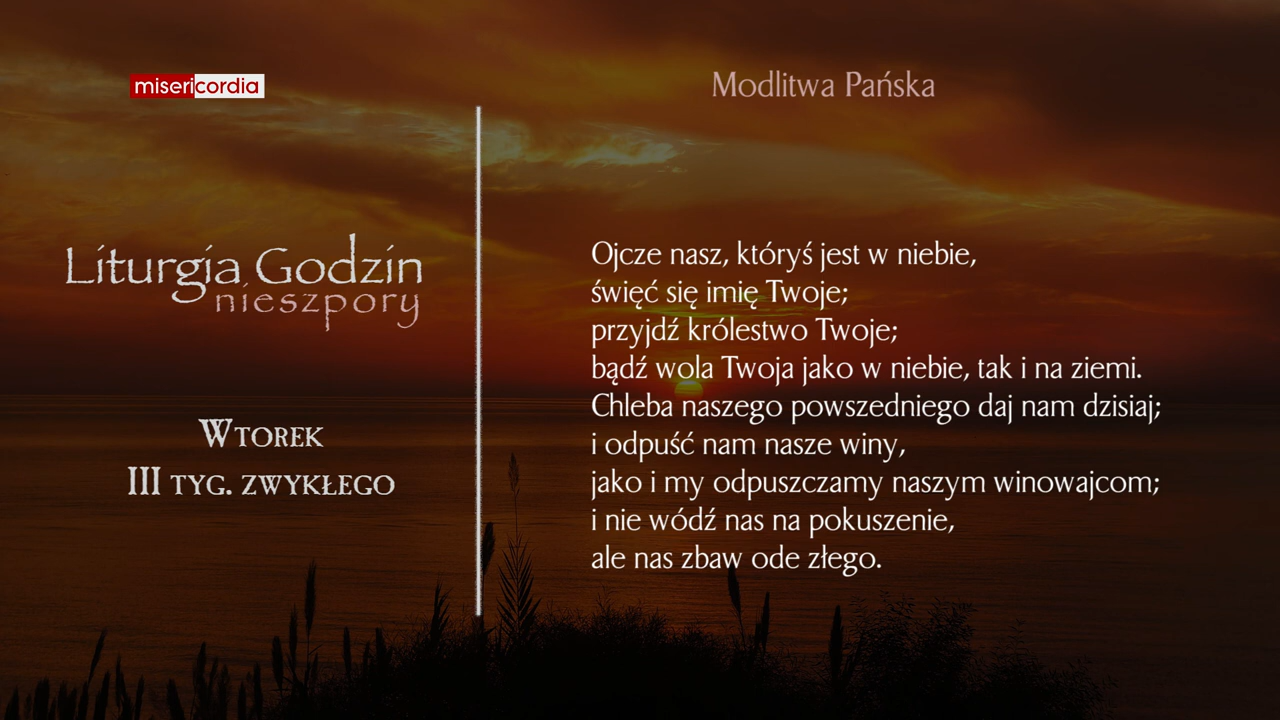 misericordia
Liturgia Godzin
nieszpory
Wtorek
III tyg. zwykłego
Modlitwa Pańska
Ojcze nasz, któryś jest w niebie,
święć się imię Twoje;
przyjdź królestwo Twoje;
bądź wola Twoja jako w niebie, tak i na ziemi.
Chleba naszego powszedniego daj nam dzisiaj;
i odpuść nam nasze winy,
jako i my odpuszczamy naszym winowajcom;
i nie wódź nas na pokuszenie,
ale nas zbaw ode złego.